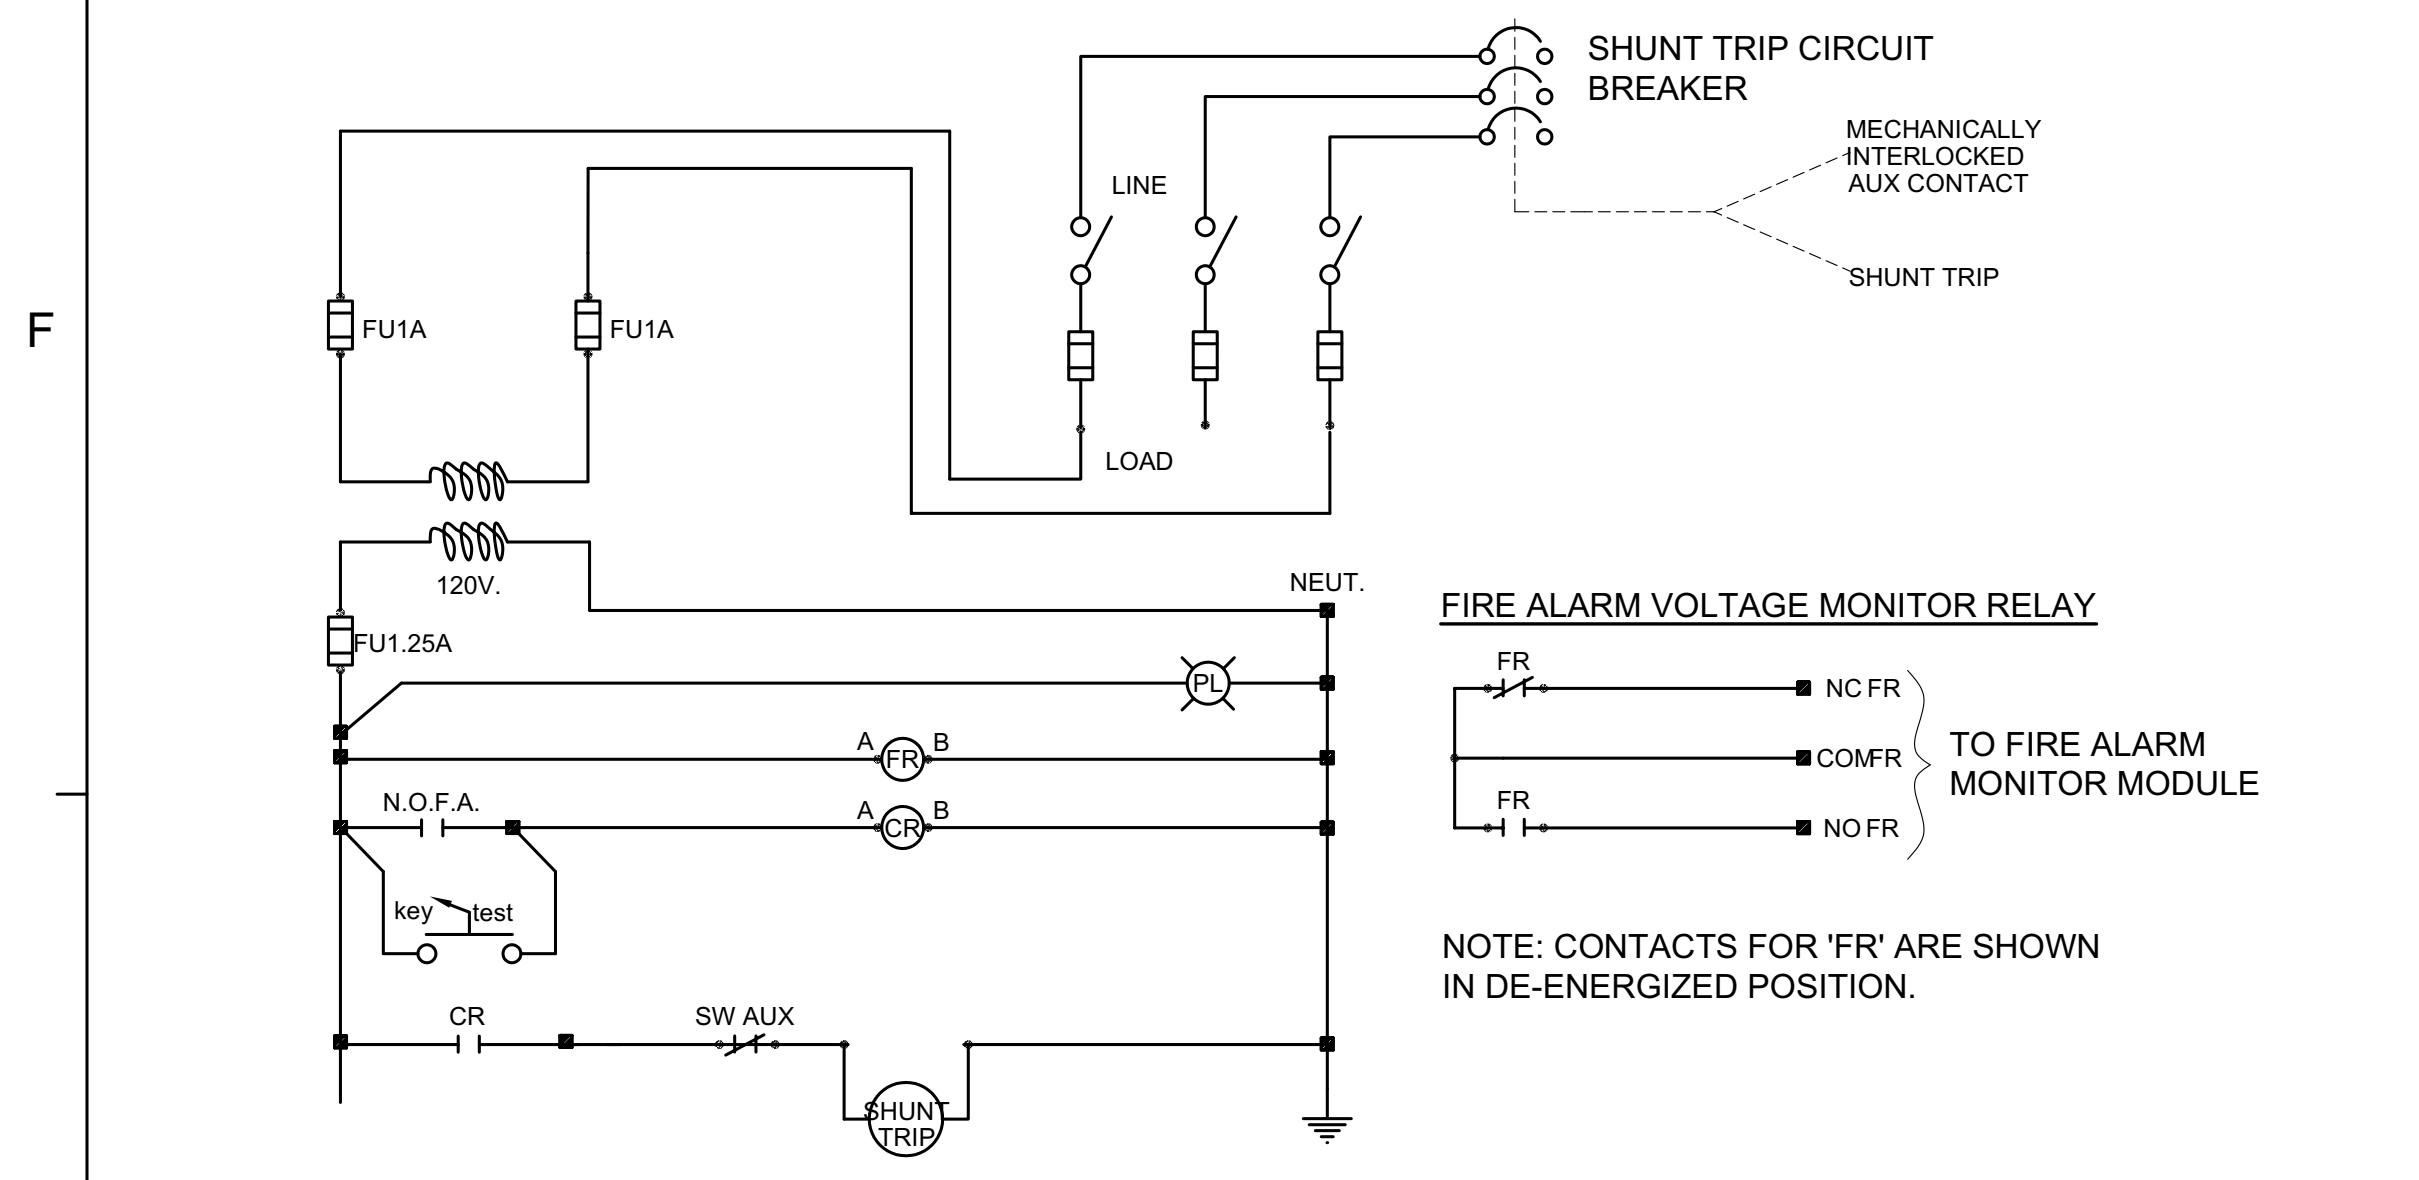 SHUNT TRIP CIRCUIT
BREAKER
MECHANICALLY
INTERLOCKED
AUX CONTACT
LINE
SHUNT TRIP
F
FU1A
FU1A
LOAD
120V.
NEUT.
FU1.25A
PL
A FR B
N.O.F.A.
A CR B
key test
CR
SW AUX
SHUNT
TRIP
FIRE ALARM VOLTAGE MONITOR RELAY
FR
NC FR
COM FR
FR
NO FR
TO FIRE ALARM
MONITOR MODULE
NOTE: CONTACTS FOR 'FR' ARE SHOWN
IN DE-ENERGIZED POSITION.